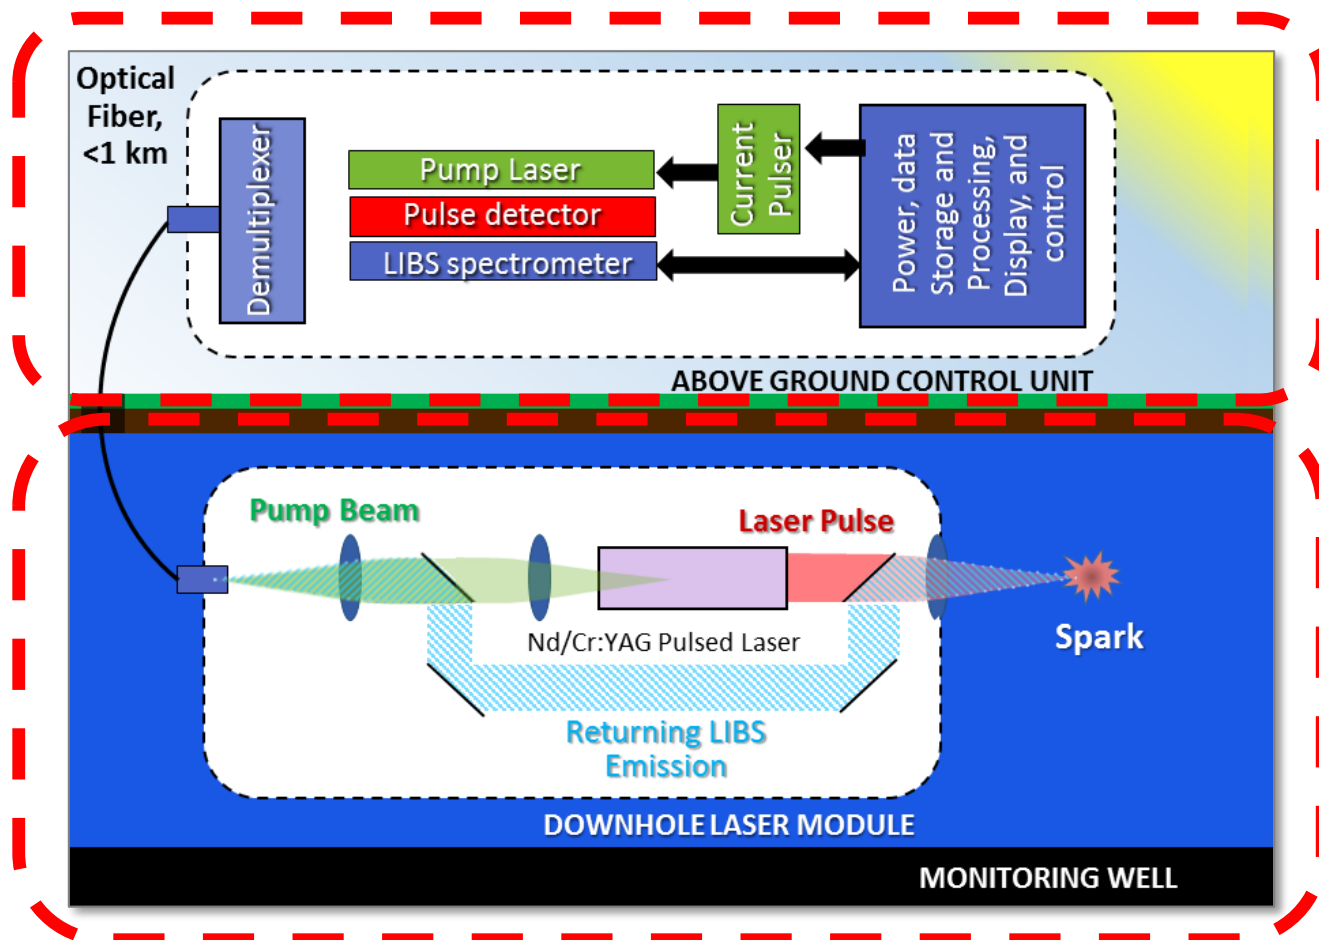 Optical
Fiber,
<1 km
Demultiplexer
Pump Laser
Pulse detector
LIBS spectrometer
Current
Pulser
Power, data
Storage and
Processing,
Display, and
control
ABOVE GROUND CONTROL UNIT
Pump Beam
Laser Pulse
Nd/Cr:YAG Pulsed Laser
Spark
Returning LIBS
Emission
DOWNHOLE LASER MODULE
MONITORING WELL